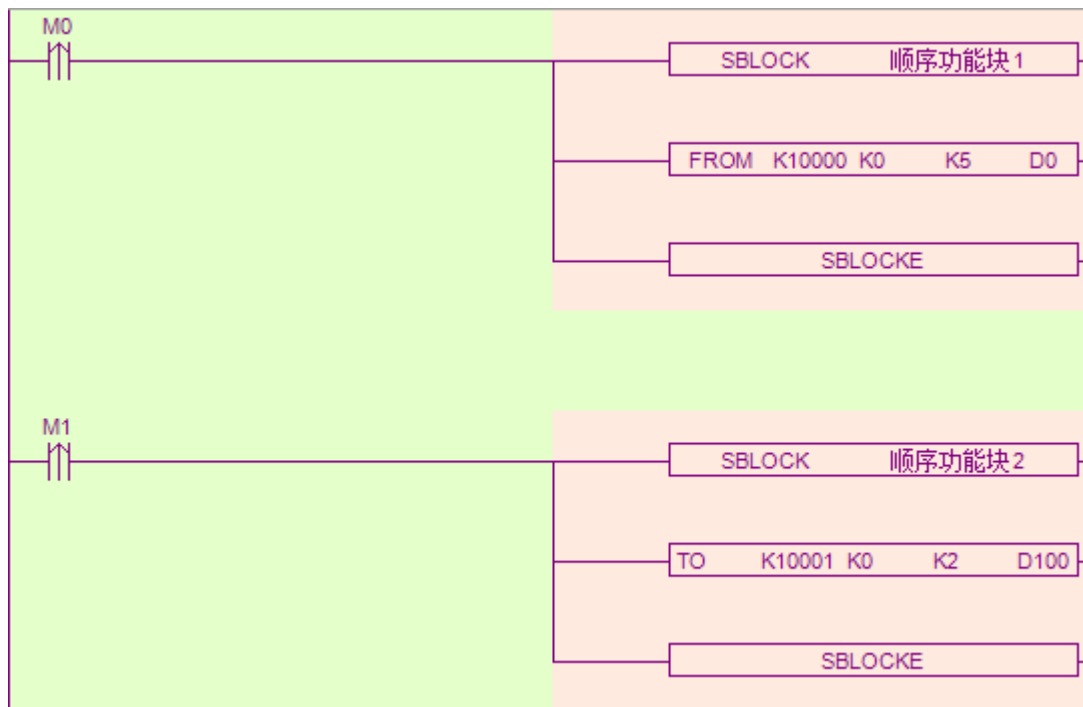 M0
SBLOCK 顺序功能块1
FROM K10000 K0 K5 D0
SBLOCKE
M1
SBLOCK 顺序功能块2
TO K10001 K0 K2 D100
SBLOCKE